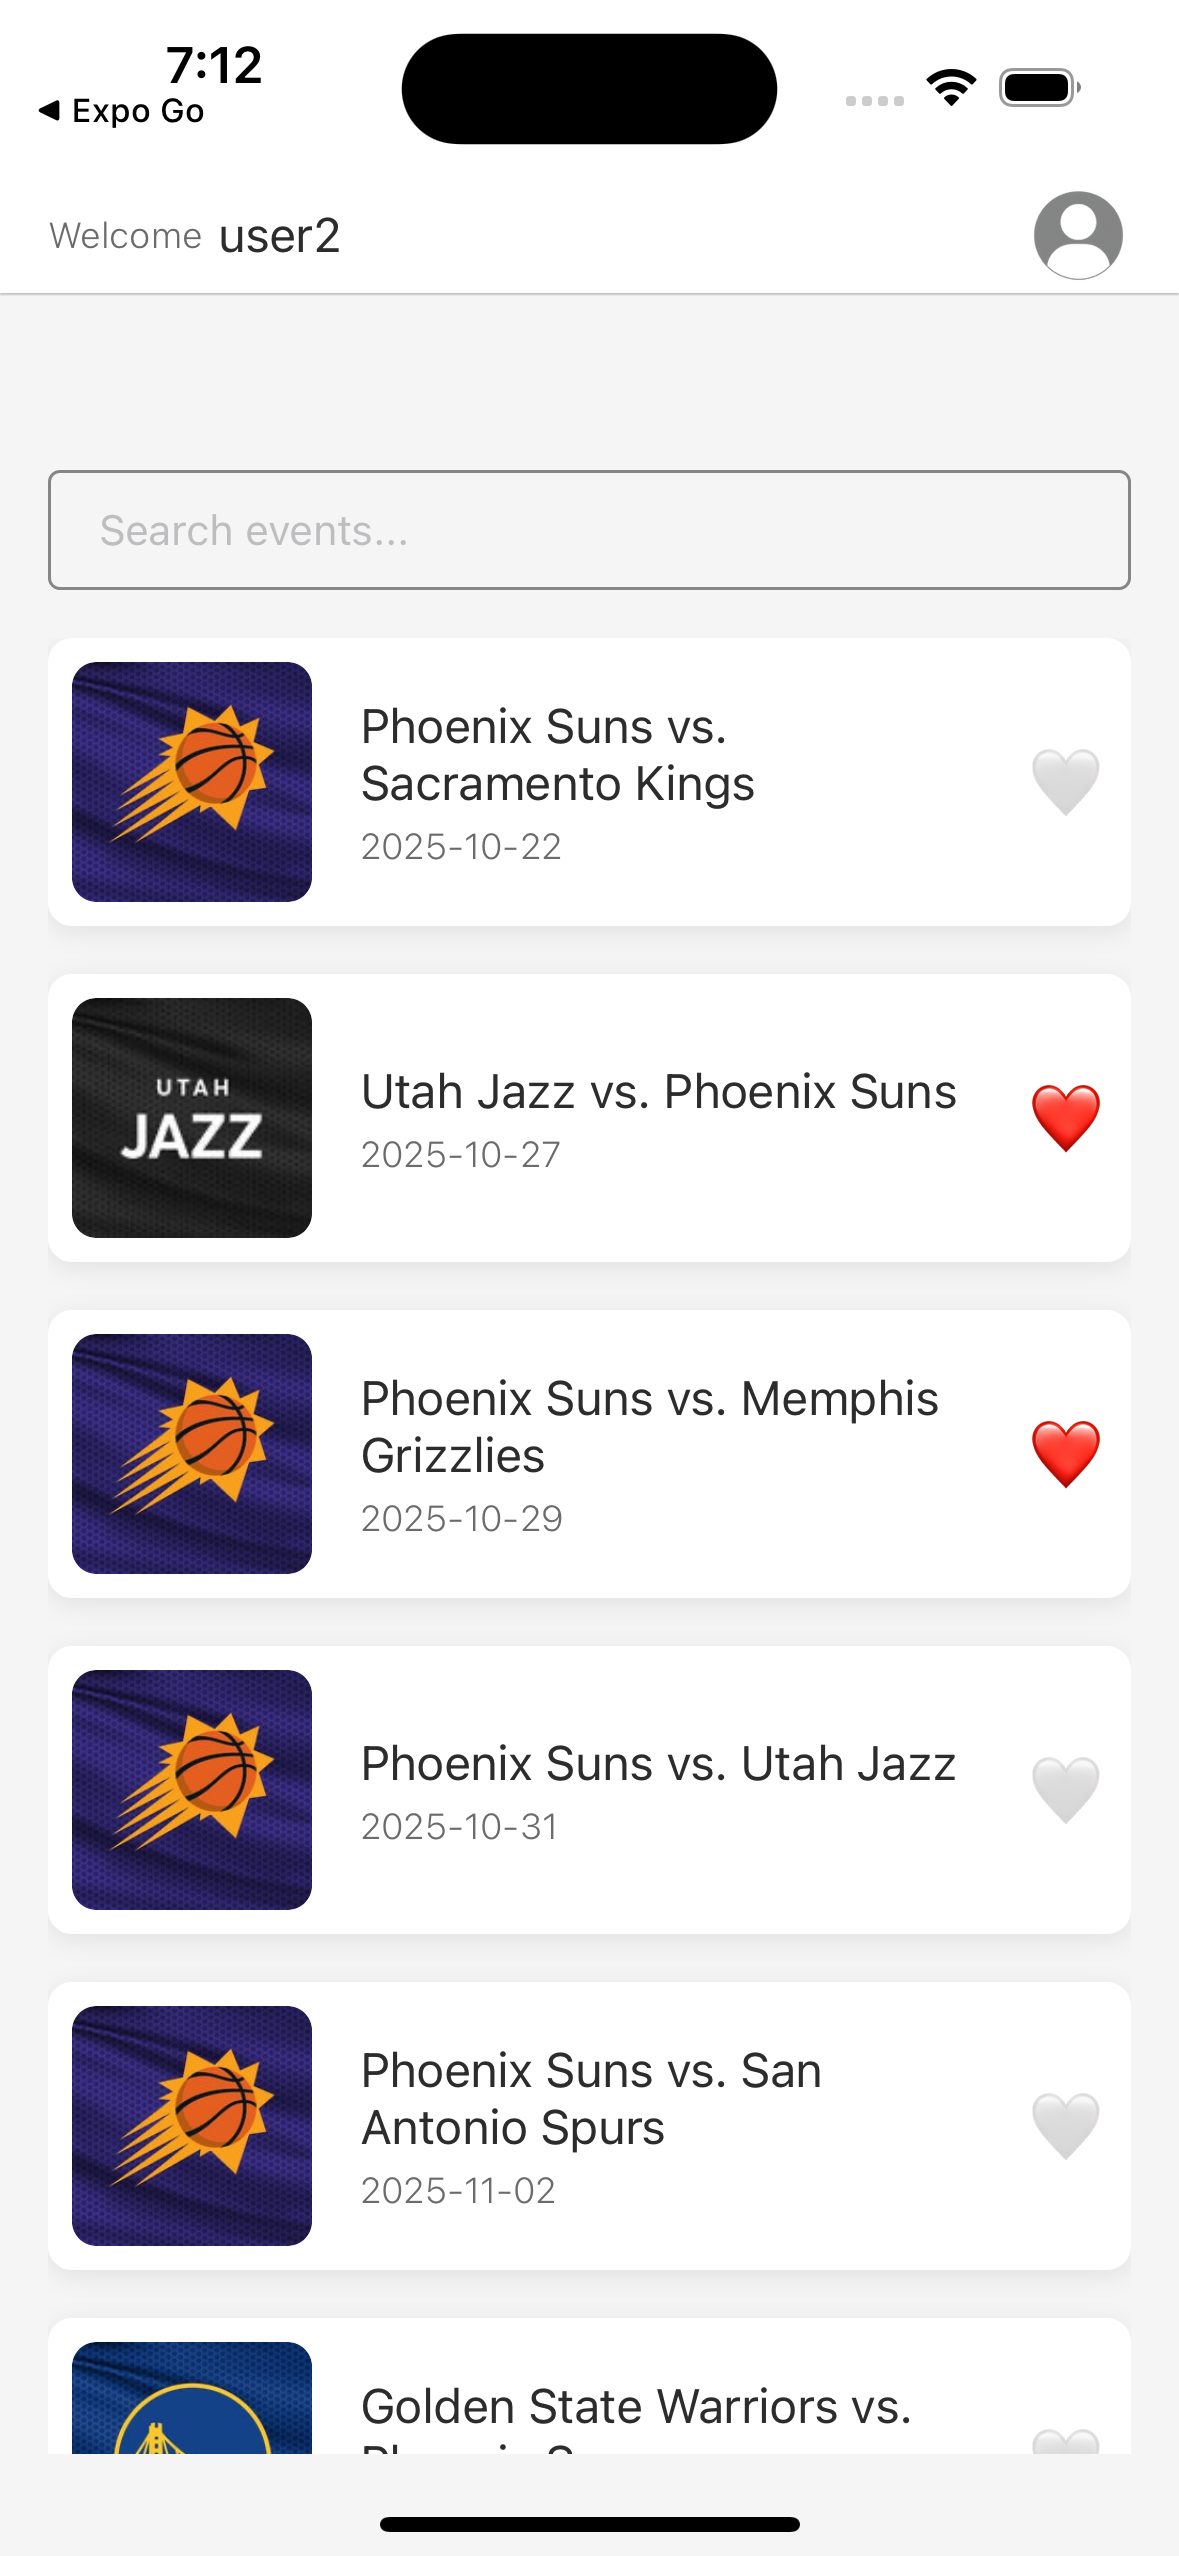 7:12
◀ Expo Go
Welcome user2
Search events...
Phoenix Suns vs.
Sacramento Kings
2025-10-22
UTAH
JAZZ
Utah Jazz vs. Phoenix Suns
2025-10-27
Phoenix Suns vs. Memphis
Grizzlies
2025-10-29
Phoenix Suns vs. Utah Jazz
2025-10-31
Phoenix Suns vs. San
Antonio Spurs
2025-11-02
Golden State Warriors vs.